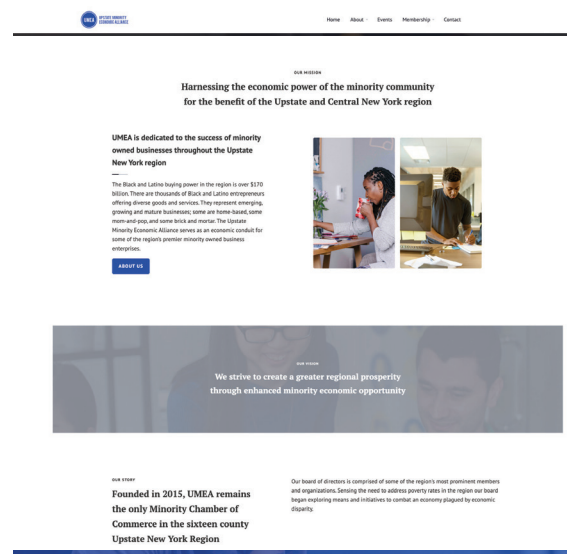 UMEA
UPSTATE MINORITY
ECONOMIC ALLIANCE
Home About Events Membership Contact
OUR MISSION
Harnessing the economic power of the minority community
for the benefit of the Upstate and Central New York region
UMEA is dedicated to the success of minority
owned businesses throughout the Upstate
New York region
The Black and Latino buying power in the region is over $170
billion. There are thousands of Black and Latino entrepreneurs
offering diverse goods and services. They represent emerging,
growing and mature businesses; some are home-based, some
mom-and-pop, and some brick and mortar. The Upstate
Minority Economic Alliance serves as an economic conduit for
some of the region's premier minority owned business
enterprises.
ABOUT US
OUR VISION
We strive to create a greater regional prosperity
through enhanced minority economic opportunity
OUR STORY
Founded in 2015, UMEA remains
the only Minority Chamber of
Commerce in the sixteen county
Upstate New York Region
Our board of directors is comprised of some of the region's most prominent members
and organizations. Sensing the need to address poverty rates in the region our board
began exploring means and initiatives to combat an economy plagued by economic
disparity.